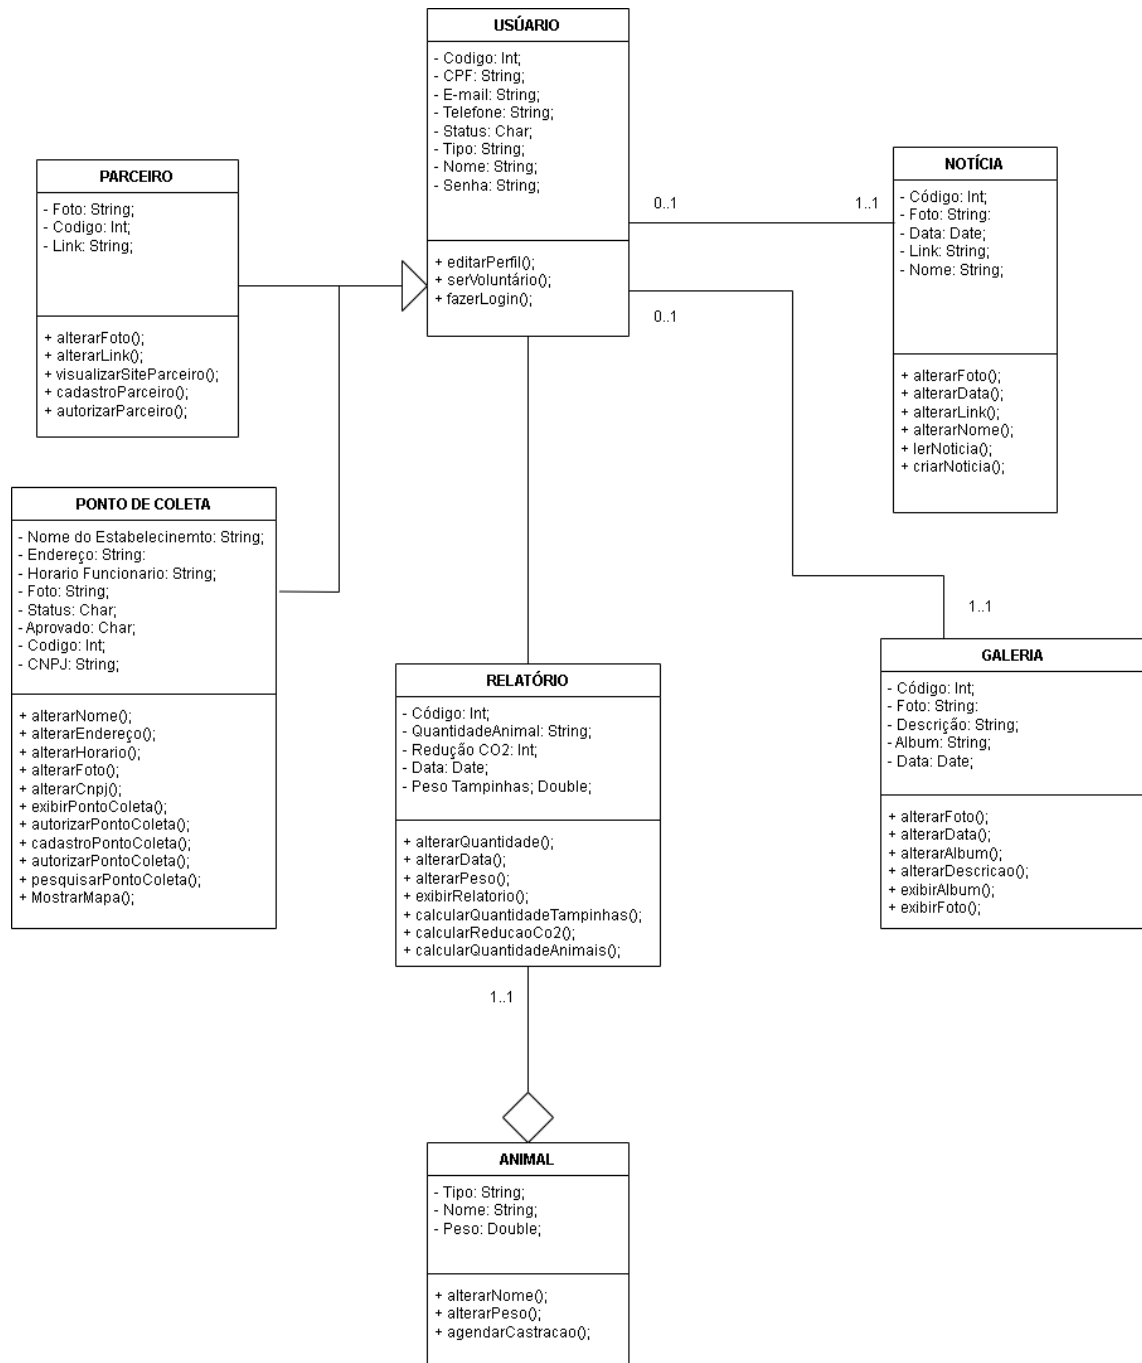 USÚARIO
- Codigo: Int;
- CPF: String;
- E-mail: String;
- Telefone: String;
- Status: Char;
- Tipo: String;
- Nome: String;
- Senha: String;
+ editarPerfil();
+ serVoluntário();
+ fazerLogin();
0..1
1..1
0..1
NOTÍCIA
- Código: Int;
- Foto: String:
- Data: Date;
- Link: String;
- Nome: String;
+ alterarFoto();
+ alterarData();
+ alterarLink();
+ alterarNome();
+ lerNoticia();
+ criarNoticia();
PARCEIRO
- Foto: String;
- Codigo: Int;
- Link: String;
+ alterarFoto();
+ alterarLink();
+ visualizarSiteParceiro();
+ cadastroParceiro();
+ autorizarParceiro();
PONTO DE COLETA
- Nome do Estabelecinemto: String;
- Endereço: String:
- Horario Funcionario: String;
- Foto: String;
- Status: Char;
- Aprovado: Char;
- Codigo: Int;
- CNPJ: String;
+ alterarNome();
+ alterarEndereço();
+ alterarHorario();
+ alterarFoto();
+ alterarCnpj();
+ exibirPontoColeta();
+ autorizarPontoColeta();
+ cadastroPontoColeta();
+ autorizarPontoColeta();
+ pesquisarPontoColeta();
+ MostrarMapa();
RELATÓRIO
- Código: Int;
- QuantidadeAnimal: String;
- Redução CO2: Int;
- Data: Date;
- Peso Tampinhas; Double;
+ alterarQuantidade();
+ alterarData();
+ alterarPeso();
+ exibirRelatorio();
+ calcularQuantidadeTampinhas();
+ calcularReducaoCo2();
+ calcularQuantidadeAnimais();
1..1
1..1
GALERIA
- Código: Int;
- Foto: String:
- Descrição: String;
- Album: String;
- Data: Date;
+ alterarFoto();
+ alterarData();
+ alterarAlbum();
+ alterarDescricao();
+ exibirAlbum();
+ exibirFoto();
ANIMAL
- Tipo: String;
- Nome: String;
- Peso: Double;
+ alterarNome();
+ alterarPeso();
+ agendarCastracao();